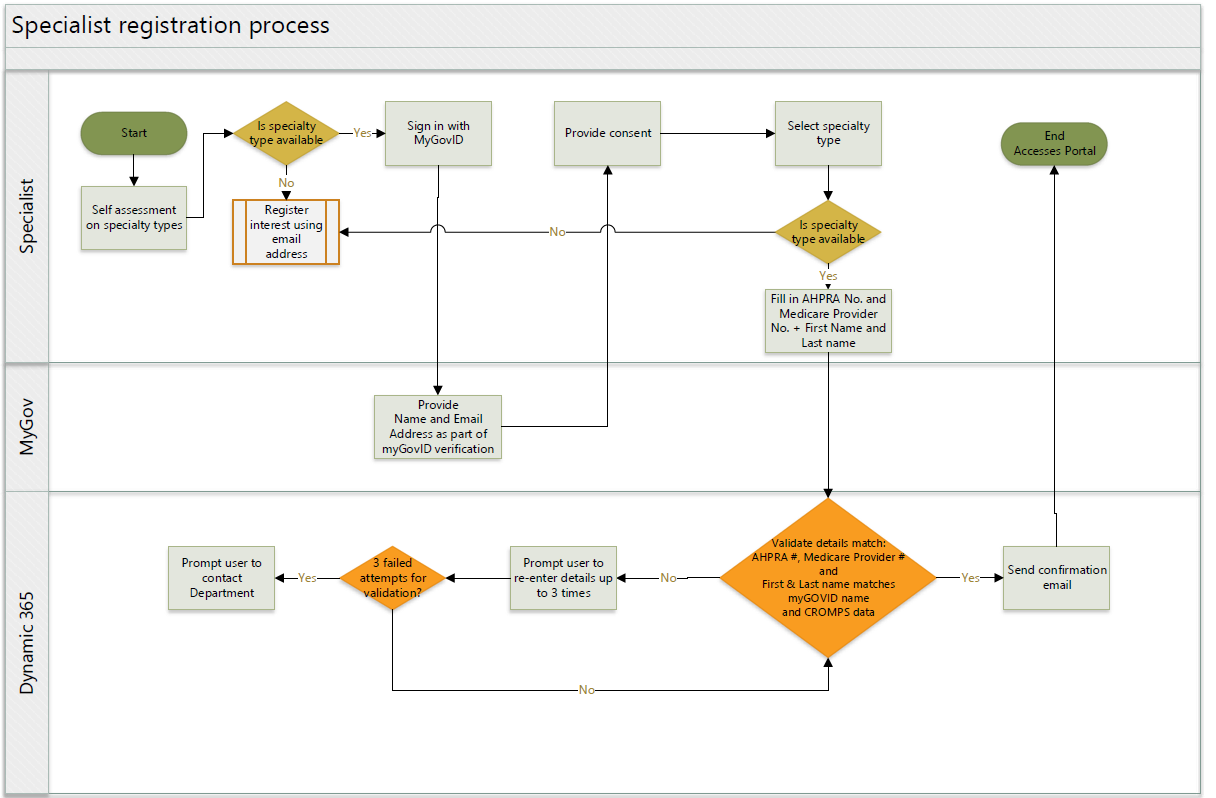 Specialist registration process
Specialist
Start
Self assessment
on specialty types
Is specialty
type available
Yes
No
Register
interest using
email
address
Sign in with
MyGovID
Provide consent
Select specialty
type
Is specialty
type available
No
Yes
Fill in AHPRA No. and
Medicare Provider
No. + First Name and
Last name
End
Accesses Portal
MyGov
Provide
Name and Email
Address as part of
myGovID verification
Dynamic 365
Prompt user to
contact
Department
Yes
3 failed
attempts for
validation?
Prompt user to
re-enter details up
to 3 times
No
Validate details match:
AHPRA #, Medicare Provider #
and
First & Last name matches
myGOVID name
and CROMPS data
Yes
Send confirmation
email
No